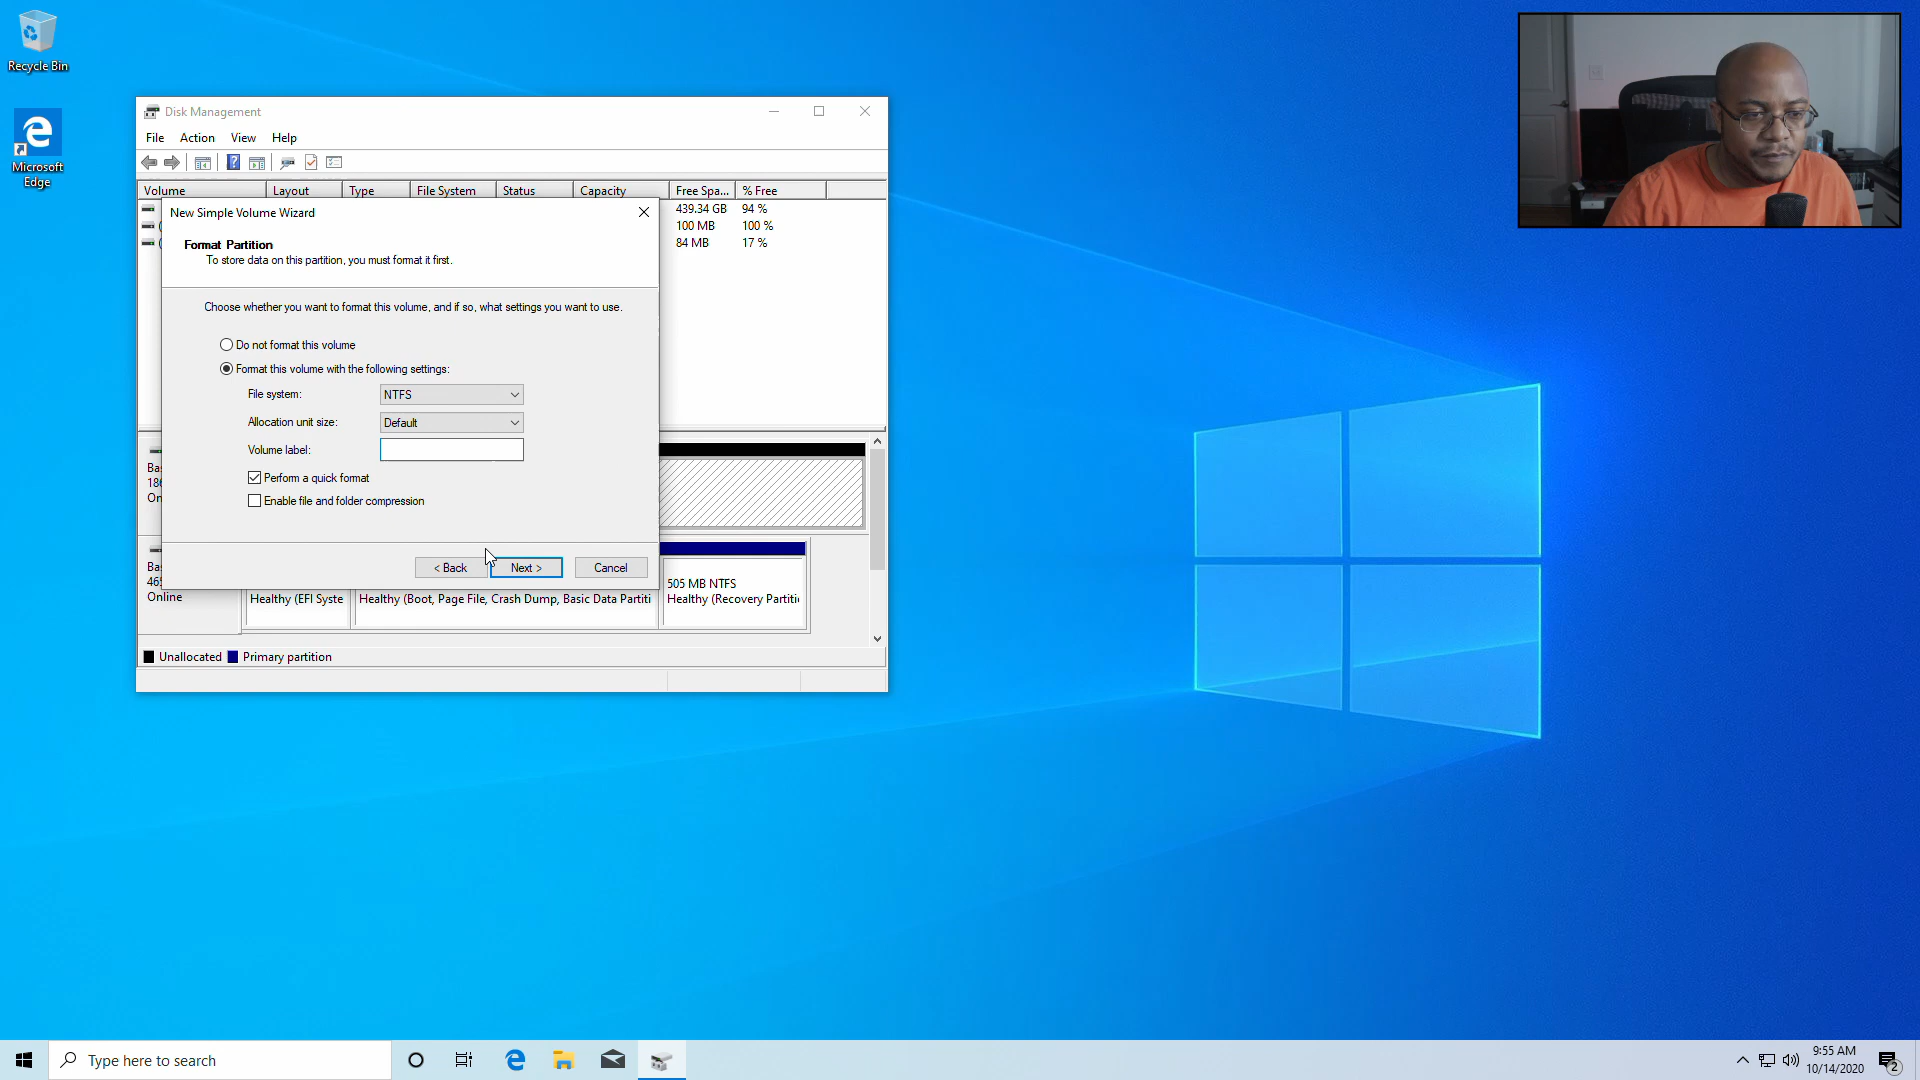 Recycle Bin
Microsoft
Edge
Disk Management
File Action View Help
Volume Layout Type File System Status Capacity Free Spa... % Free
439.34 GB 94 %
100 MB 100 %
84 MB 17 %
New Simple Volume Wizard
Format Partition
To store data on this partition, you must format it first.
Choose whether you want to format this volume, and if so, what settings you want to use.
Do not format this volume
Format this volume with the following settings:
File system: NTFS
Allocation unit size: Default
Volume label:
Perform a quick format
Enable file and folder compression
< Back Next > Cancel
Ba
186
On
Ba
465
Online
505 MB NTFS
Healthy (EFI Syste Healthy (Boot, Page File, Crash Dump, Basic Data Partiti Healthy (Recovery Partiti
Unallocated Primary partition
Type here to search
9:55 AM
10/14/2020
2